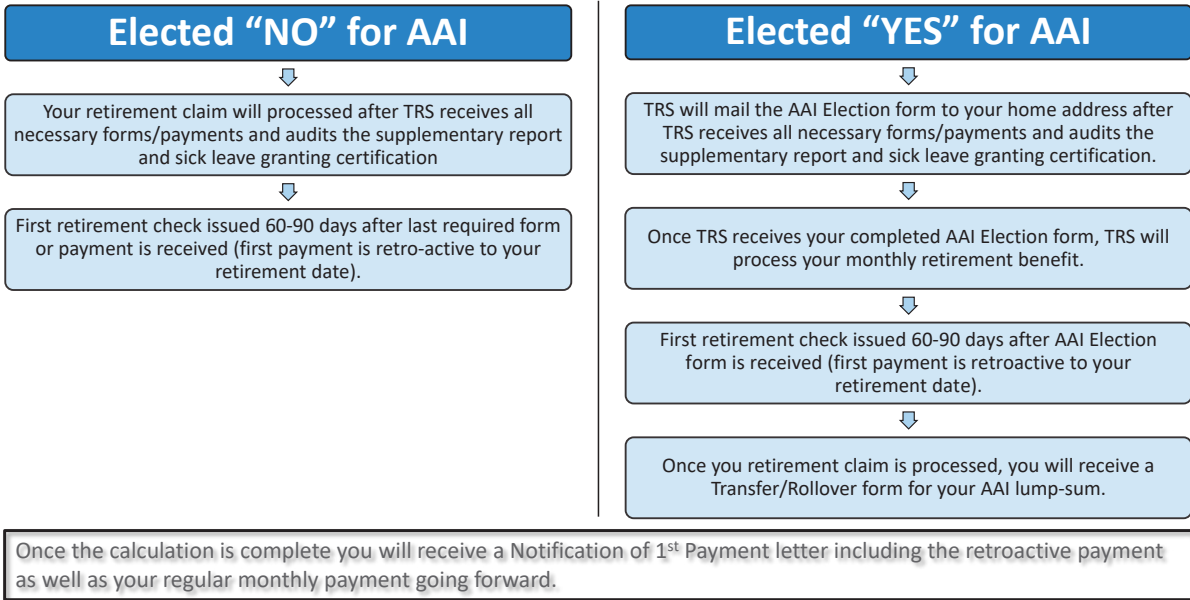 Elected “NO” for AAI
Your retirement claim will processed after TRS receives all
necessary forms/payments and audits the supplementary report
and sick leave granting certification
First retirement check issued 60-90 days after last required form
or payment is received (first payment is retro-active to your
retirement date).
Elected “YES” for AAI
TRS will mail the AAI Election form to your home address after
TRS receives all necessary forms/payments and audits the
supplementary report and sick leave granting certification.
Once TRS receives your completed AAI Election form, TRS will
process your monthly retirement benefit.
First retirement check issued 60-90 days after AAI Election
form is received (first payment is retroactive to your
retirement date).
Once you retirement claim is processed, you will receive a
Transfer/Rollover form for your AAI lump-sum.
Once the calculation is complete you will receive a Notification of 1st Payment letter including the retroactive payment
as well as your regular monthly payment going forward.